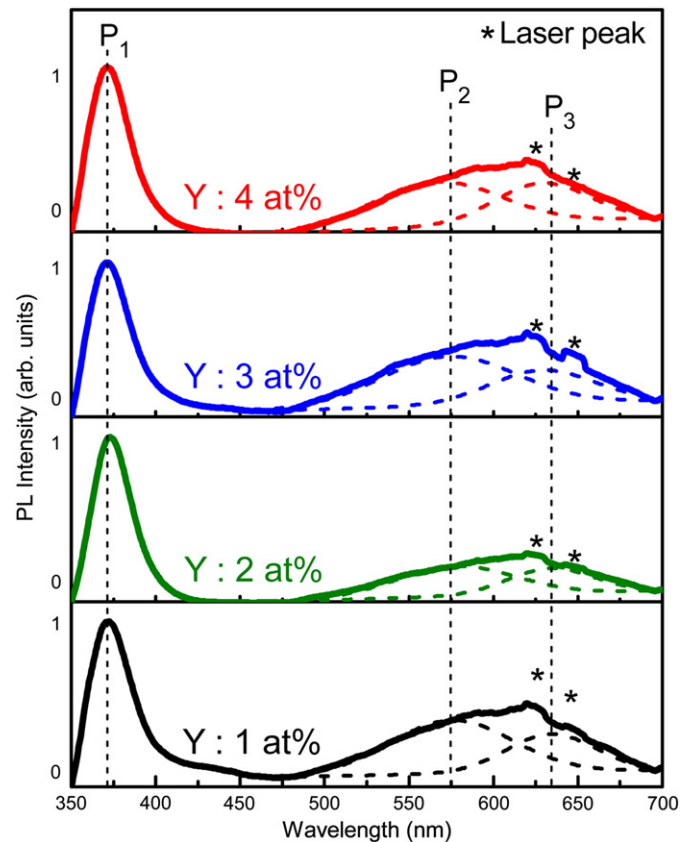 * Laser peak
P1
P2
P3
1
*
*
Y : 4 at%
0
1
*
*
Y : 3 at%
0
1
*
*
Y : 2 at%
0
1
*
*
Y : 1 at%
0
PL Intensity (arb. units)
350 400 450 500 550 600 650 700
Wavelength (nm)